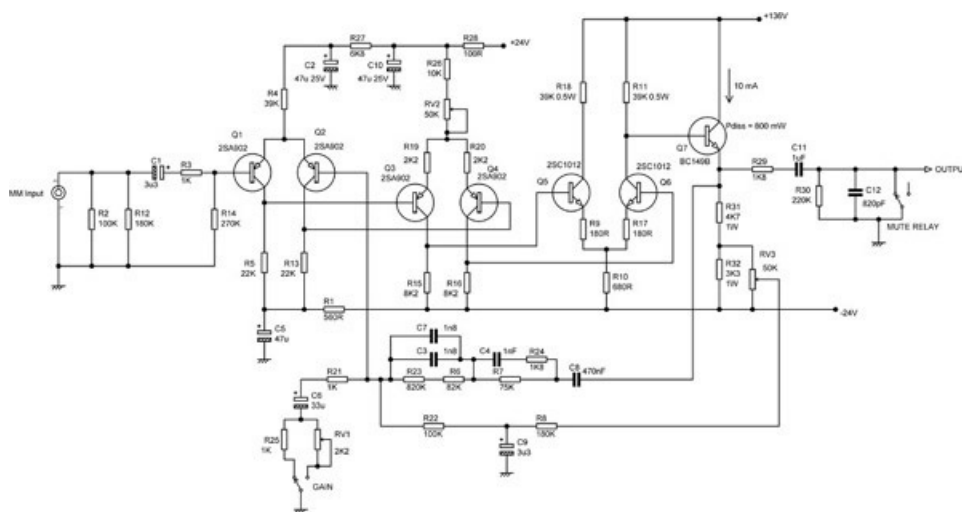 +136V
R27
6K8
R28
100R
+24V
C2
47u 25V
C10
47u 25V
R26
10K
RV2
50K
R4
39K
R18
39K 0.5W
R11
39K 0.5W
10 mA
Pdiss = 800 mW
Q7
BC149B
Q1
2SA902
Q2
2SA902
R19
2K2
R20
2K2
Q3
2SA902
Q4
2SA902
2SC1012
Q5
2SC1012
Q6
C11
1uF
R29
1K8
OUTPUT
C1
3u3
R3
1K
MM Input
R2
100K
R12
180K
R14
270K
R9
180R
R17
180R
R31
4K7
1W
R30
220K
C12
820pF
MUTE RELAY
R5
22K
R13
22K
R15
8K2
R16
8K2
R10
680R
R32
3K3
1W
RV3
50K
R1
560R
-24V
C5
47u
C7
1n8
C3
1n8
C4
1nF
R24
1K8
R21
1K
R23
820K
R6
82K
R7
75K
C8
470nF
C6
33u
R22
100K
R8
180K
C9
3u3
R25
1K
RV1
2K2
GAIN